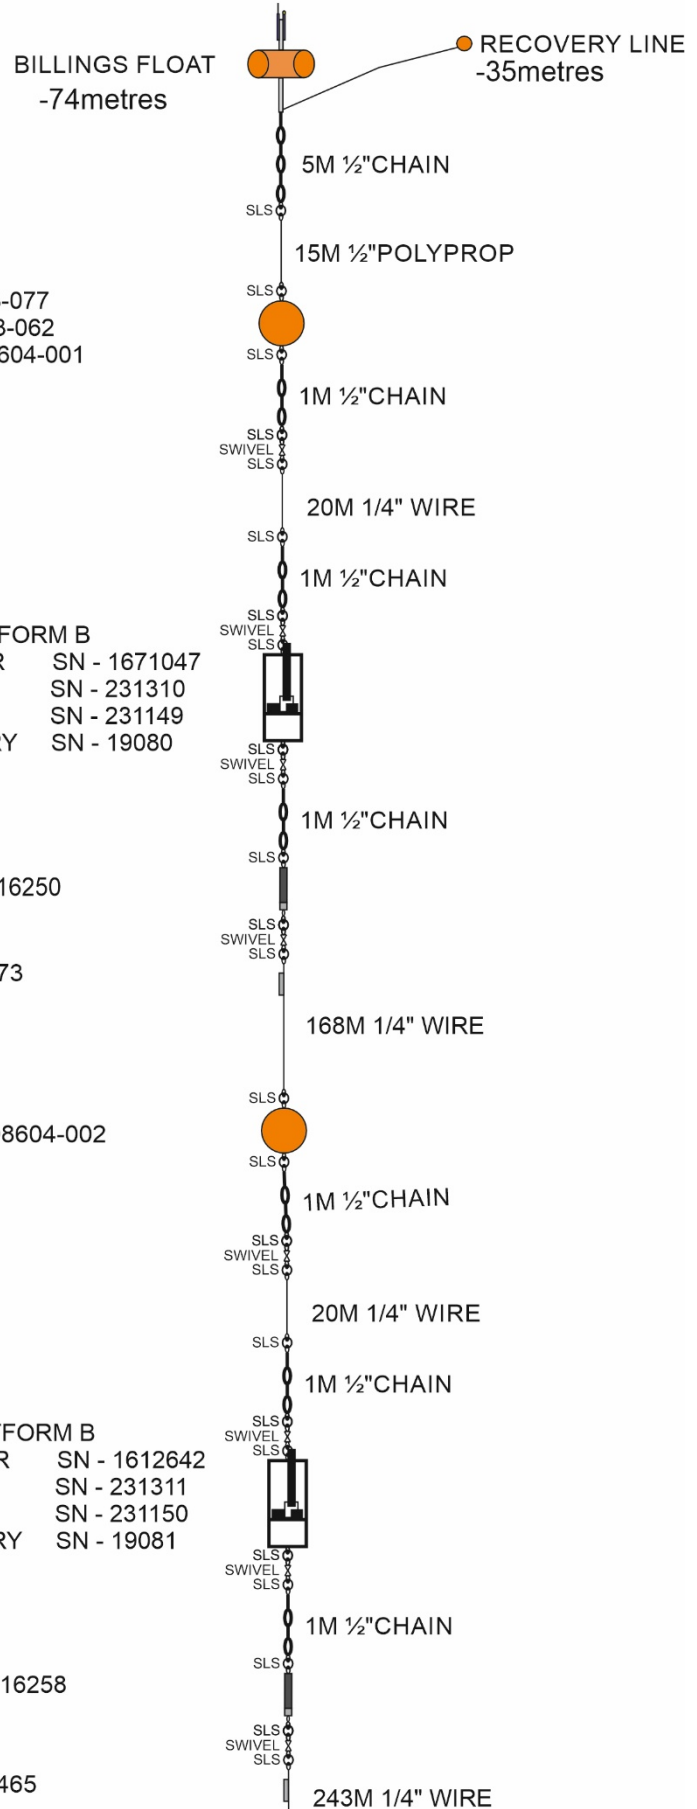 BILLINGS FLOAT
-74metres
RECOVERY LINE
-35metres
5M ½"CHAIN
SLS
15M ½"POLYPROP
SLS
-077
-062
604-001
SLS
1M ½"CHAIN
SLS
SWIVEL
SLS
20M 1/4" WIRE
SLS
1M ½"CHAIN
SLS
SWIVEL
SLS
FORM B
R SN - 1671047
SN - 231310
SN - 231149
RY SN - 19080
SLS
SWIVEL
SLS
1M ½"CHAIN
SLS
16250
SLS
SWIVEL
SLS
73
168M 1/4" WIRE
SLS
8604-002
SLS
1M ½"CHAIN
SLS
SWIVEL
SLS
20M 1/4" WIRE
SLS
1M ½"CHAIN
SLS
SWIVEL
SLS
FORM B
R SN - 1612642
SN - 231311
SN - 231150
RY SN - 19081
SLS
SWIVEL
SLS
1M ½"CHAIN
SLS
16258
SLS
SWIVEL
SLS
465
243M 1/4" WIRE